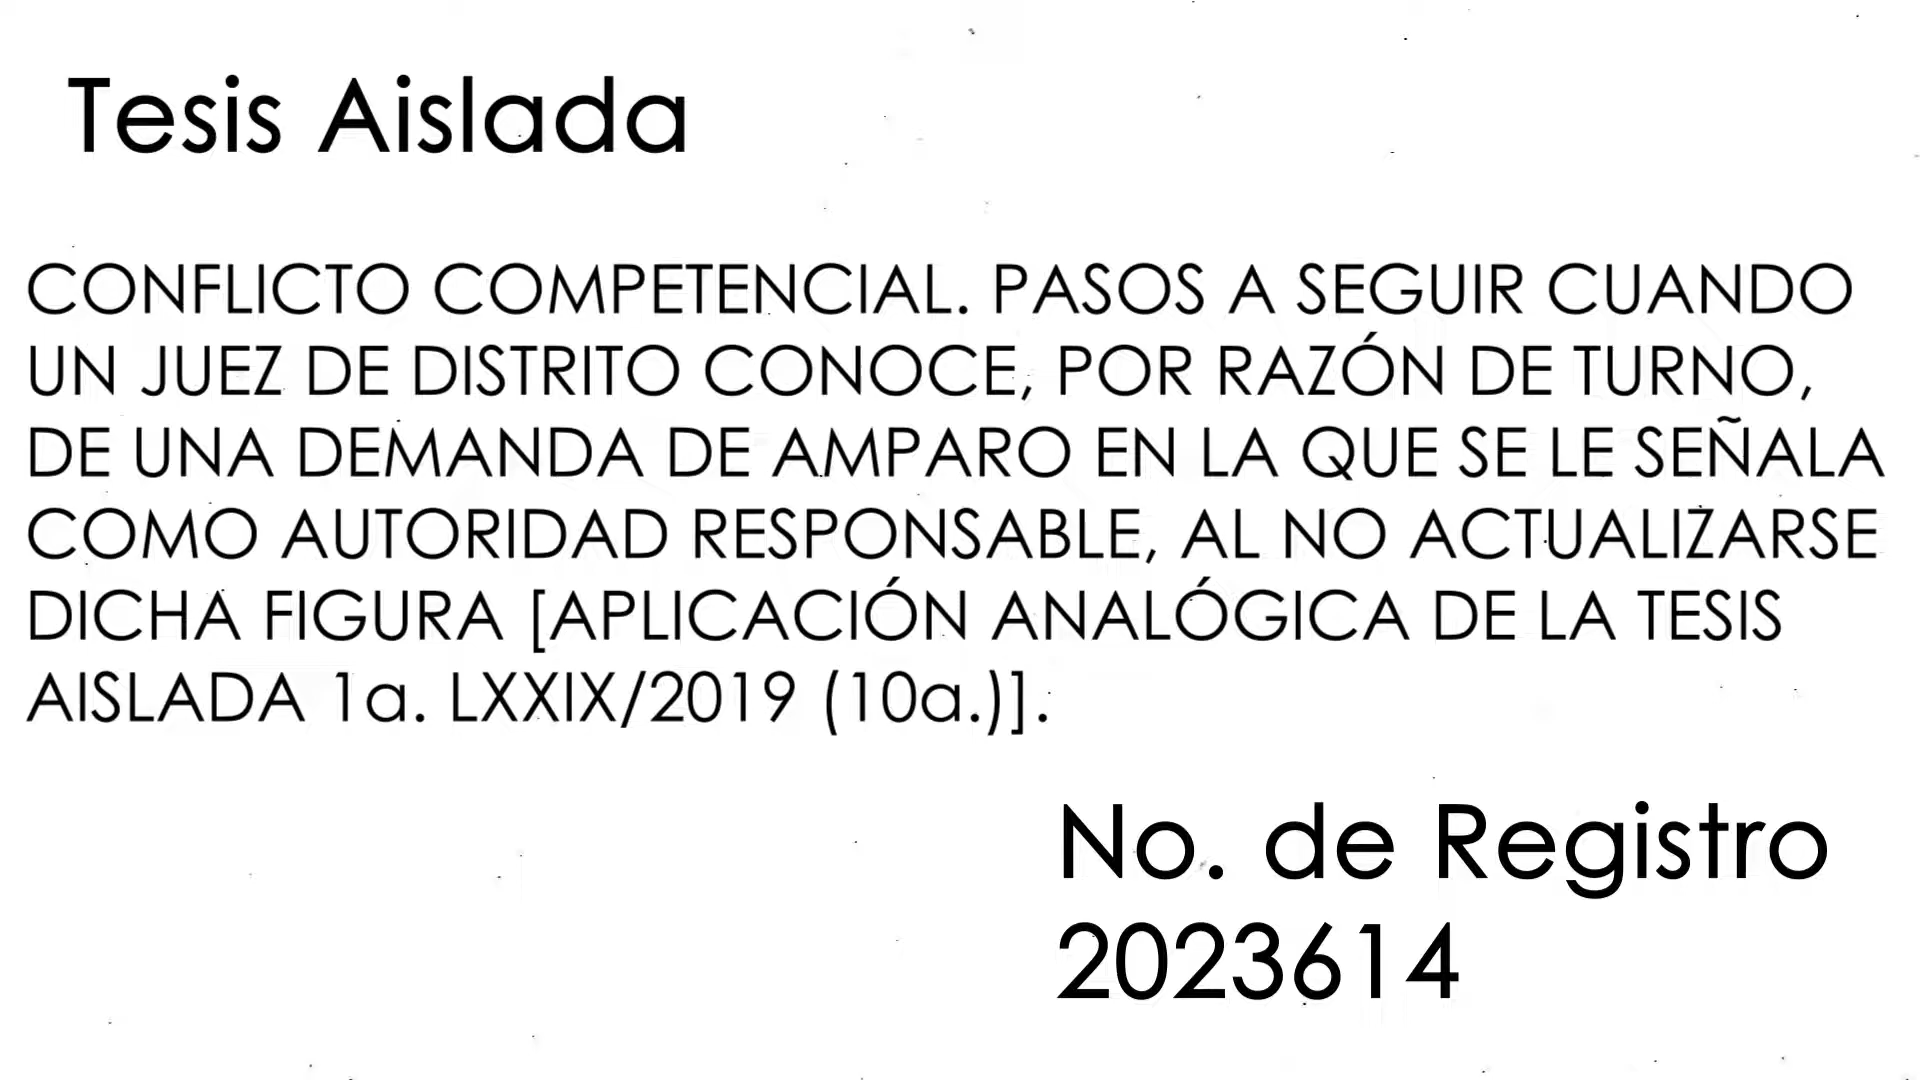 Tesis Aislada
CONFLICTO COMPETENCIAL. PASOS A SEGUIR CUANDO
UN JUEZ DE DISTRITO CONOCE, POR RAZÓN DE TURNO,
DE UNA DEMANDA DE AMPARO EN LA QUE SE LE SEÑALA
COMO AUTORIDAD RESPONSABLE, AL NO ACTUALIZARSE
DICHA FIGURA [APLICACIÓN ANALÓGICA DE LA TESIS
AISLADA 1a. LXXIX/2019 (10a.)].
No. de Registro
2023614